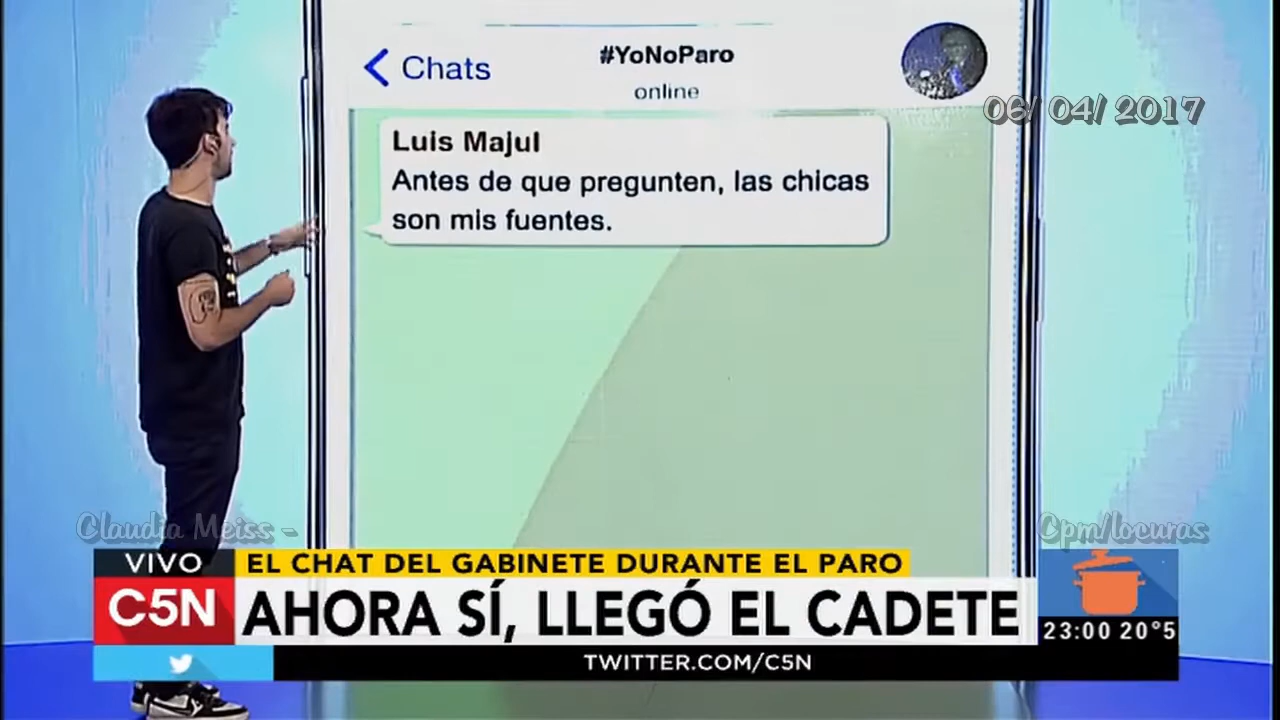 Chats
#YoNoParo
online
06/ 04/ 2017
Luis Majul
Antes de que pregunten, las chicas
son mis fuentes.
Claudia Meiss -
Cpm/locuras
VIVO
EL CHAT DEL GABINETE DURANTE EL PARO
C5N
AHORA SÍ, LLEGÓ EL CADETE
23:00 20°5
TWITTER.COM/C5N